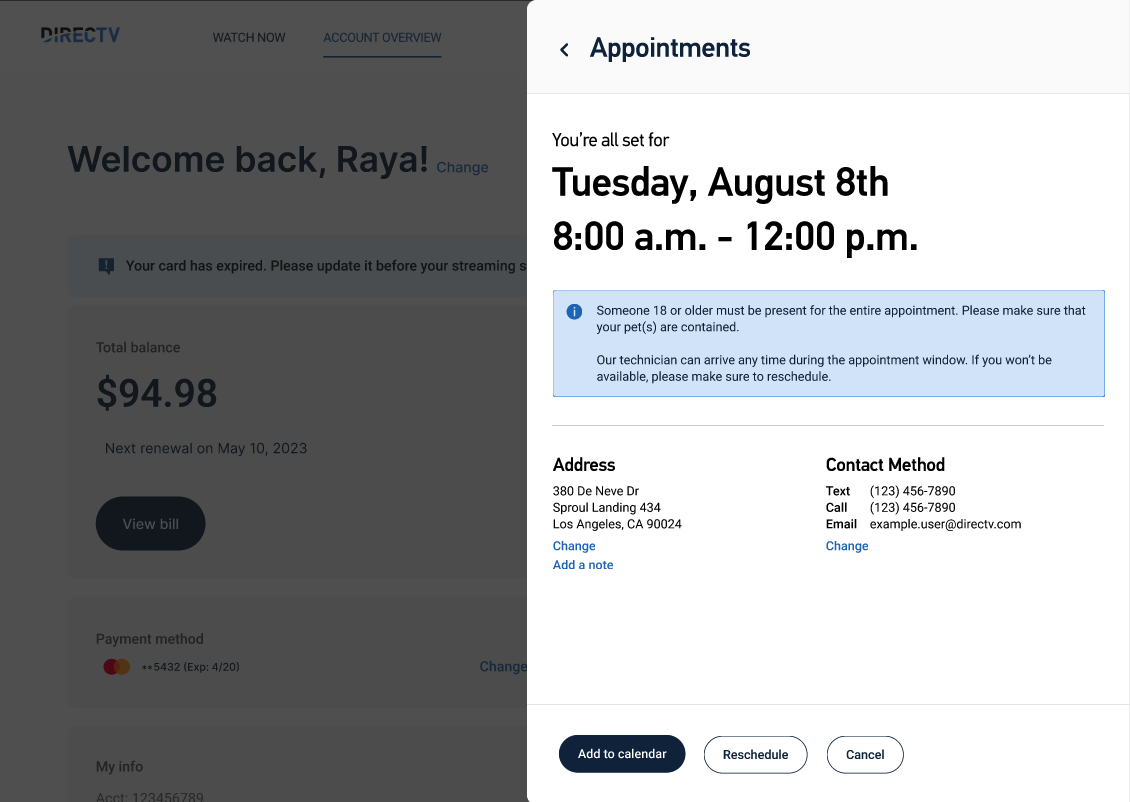 DIRECTV
WATCH NOW
ACCOUNT OVERVIEW
Welcome back, Raya! Change
Your card has expired. Please update it before your streaming s
Total balance
$94.98
Next renewal on May 10, 2023
View bill
Payment method
**5432 (Exp: 4/20)
Change
My info
Acct: 123456789
Appointments
You're all set for
Tuesday, August 8th
8:00 a.m. - 12:00 p.m.
Someone 18 or older must be present for the entire appointment. Please make sure that
your pet(s) are contained.
Our technician can arrive any time during the appointment window. If you won't be
available, please make sure to reschedule.
Address
380 De Neve Dr
Sproul Landing 434
Los Angeles, CA 90024
Change
Add a note
Contact Method
Text (123) 456-7890
Call (123) 456-7890
Email example.user@directv.com
Change
Add to calendar
Reschedule
Cancel